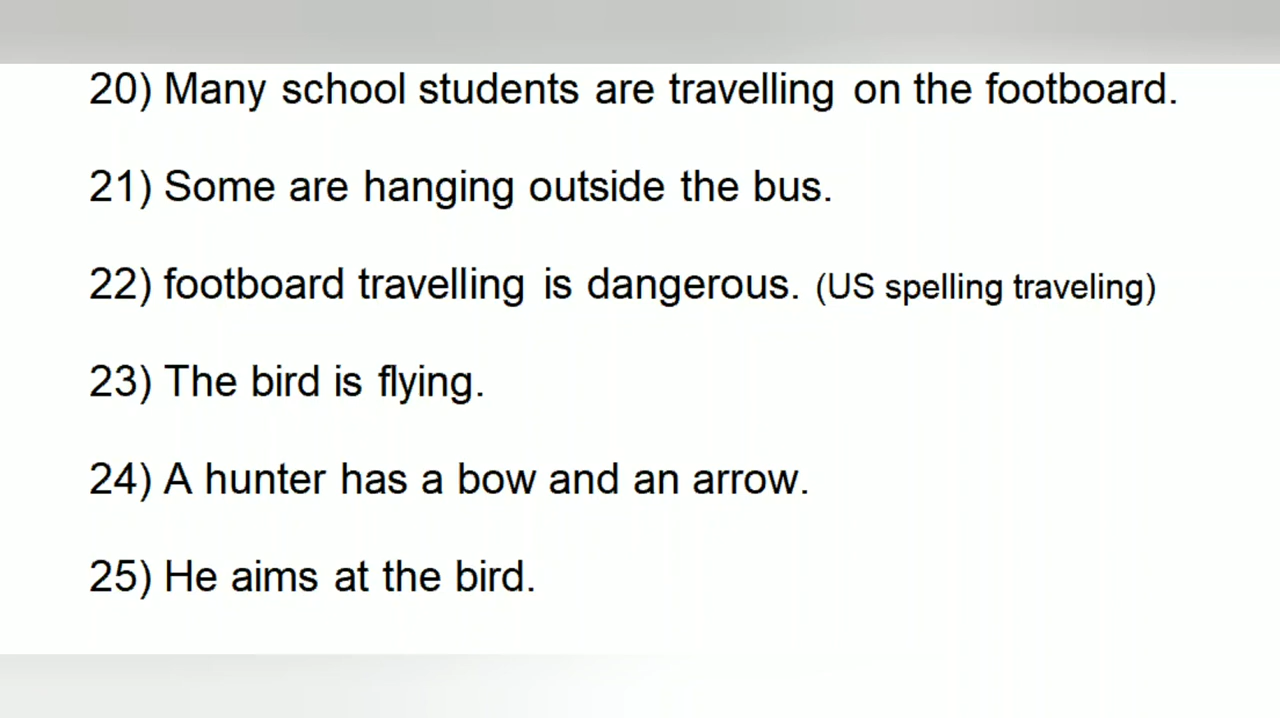 20) Many school students are travelling on the footboard.
21) Some are hanging outside the bus.
22) footboard travelling is dangerous. (US spelling traveling)
23) The bird is flying.
24) A hunter has a bow and an arrow.
25) He aims at the bird.